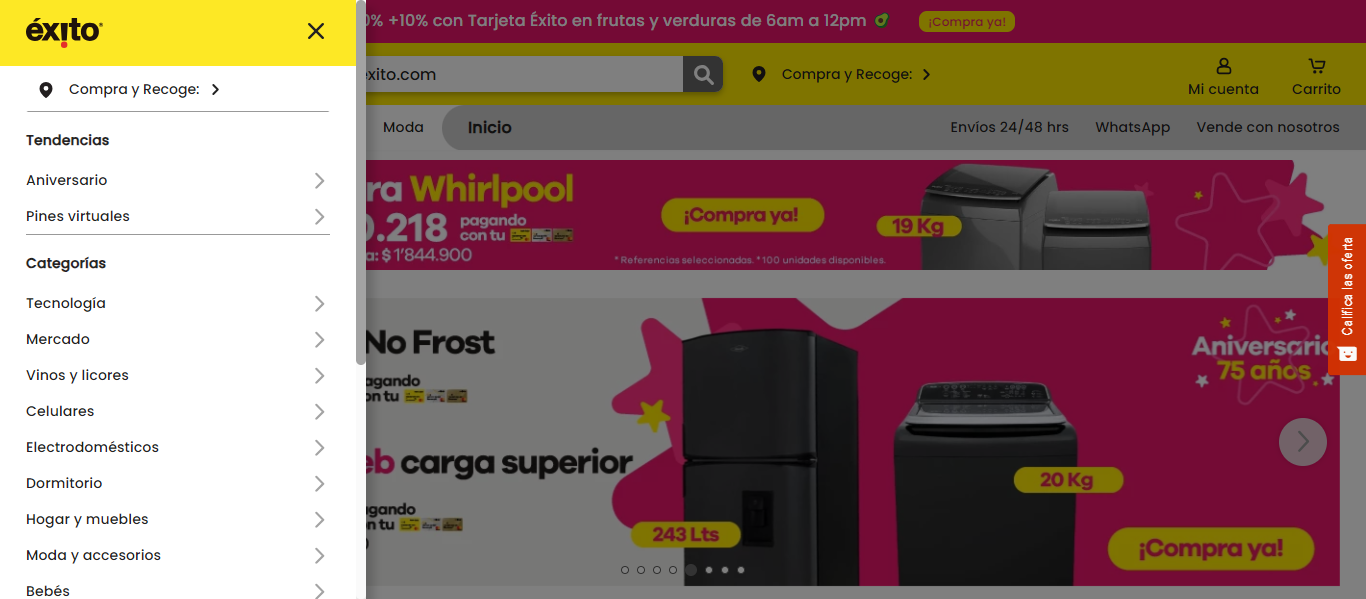 éxito
Compra y Recoge:
Tendencias
Aniversario
Pines virtuales
Categorías
Tecnología
Mercado
Vinos y licores
Celulares
Electrodomésticos
Dormitorio
Hogar y muebles
Moda y accesorios
Bebés
0% +10% con Tarjeta Éxito en frutas y verduras de 6am a 12pm
¡Compra ya!
éxito.com
Compra y Recoge:
Mi cuenta
Carrito
Moda
Inicio
Envíos 24/48 hrs
WhatsApp
Vende con nosotros
ra Whirlpool
0.218 pagando
con tu
a: $1'844.900
¡Compra ya!
19 Kg
* Referencias seleccionadas. *100 unidades disponibles.
No Frost
pagando
on tu
eb carga superior
agando
on tu
243 Lts
20 Kg
Aniversario
75 años
¡Compra ya!
Califica las oferta